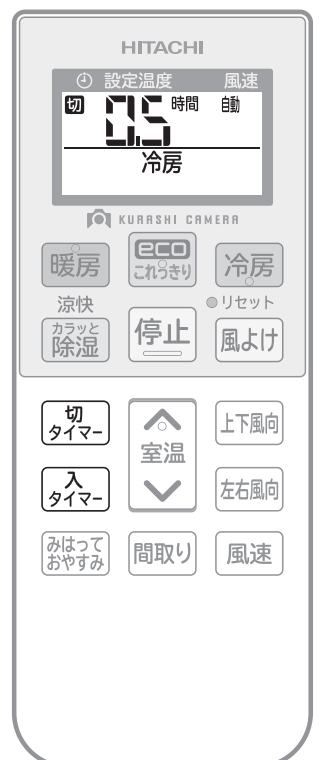 HITACHI
設定温度 風速
切 0.5 時間 自動
冷房
KURASHI CAMERA
暖房 eco これっきり 冷房
涼快 リセット
カラッと 除湿 停止 風よけ
切 タイマー 室温 上下風向
入 タイマー 左右風向
みはって おやすみ 間取り 風速